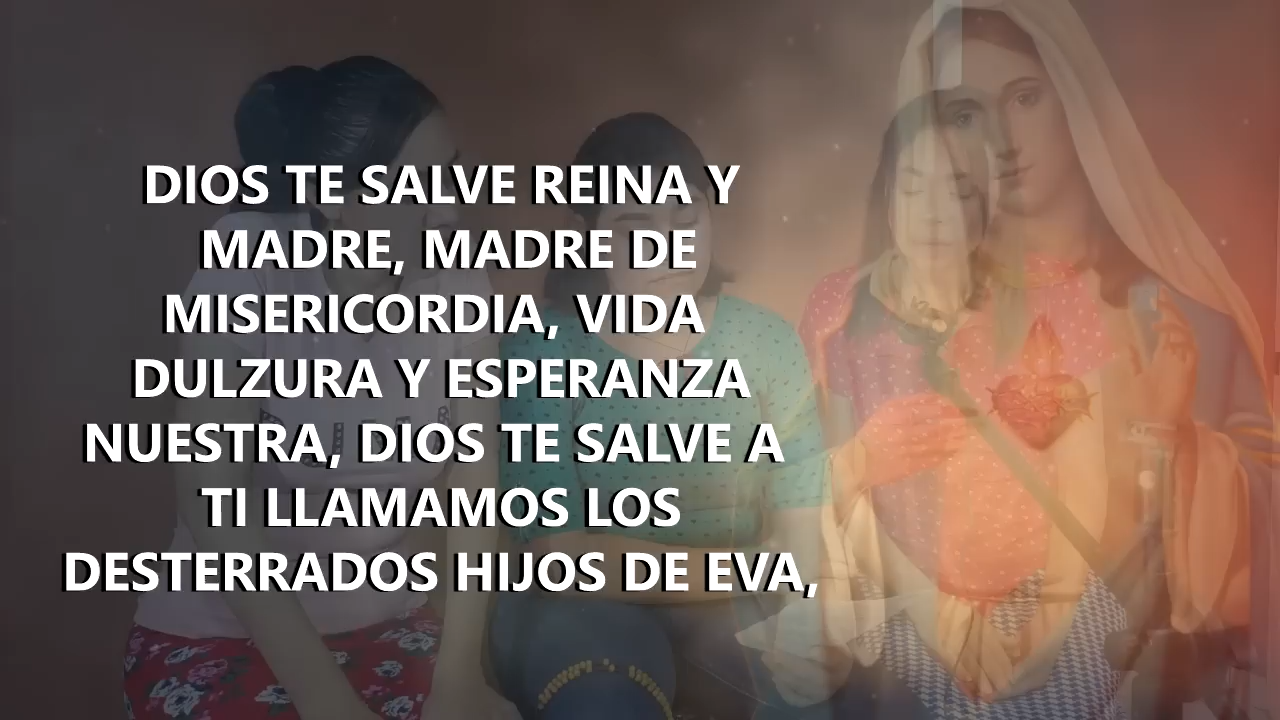 DIOS TE SALVE REINA Y
MADRE, MADRE DE
MISERICORDIA, VIDA
DULZURA Y ESPERANZA
NUESTRA, DIOS TE SALVE A
TI LLAMAMOS LOS
DESTERRADOS HIJOS DE EVA,